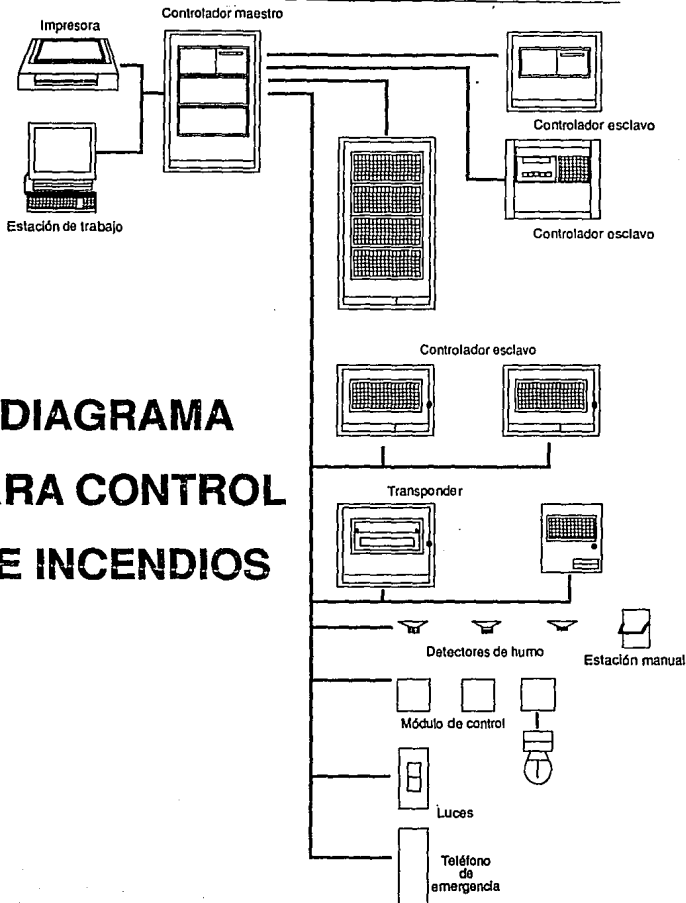 Impresora
Controlador maestro
Controlador esclavo
Controlador esclavo
Estación de trabajo
Controlador esclavo
DIAGRAMA
RA CONTROL
E INCENDIOS
Transponder
Detectores de humo
Estación manual
Módulo de control
Luces
Teléfono
de
emergencia